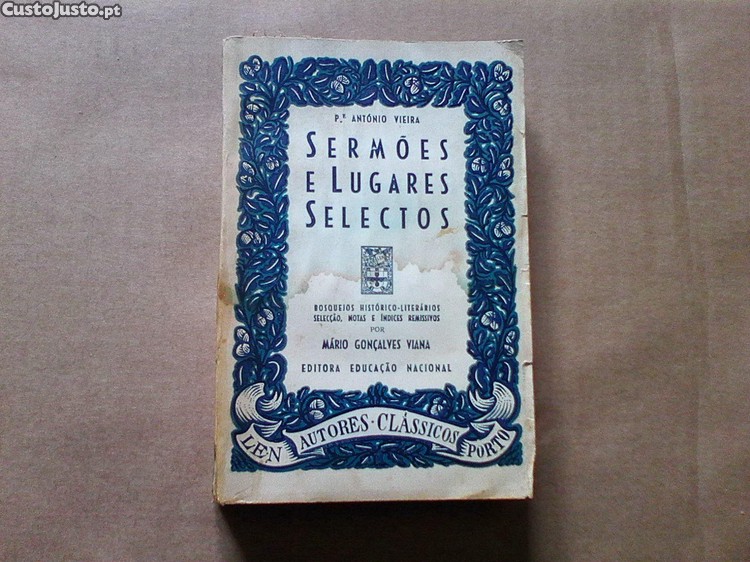 CustoJusto.pt
P.E ANTÓNIO VIEIRA
SERMÕES
E LUGARES
SELECTOS
BOSQUEJOS HISTÓRICO-LITERÁRIOS
SELECÇÃO, NOTAS E ÍNDICES REMISSIVOS
POR
MÁRIO GONÇALVES VIANA
EDITORA EDUCAÇÃO NACIONAL
LEN AUTORES · CLÁSSICOS PORTO